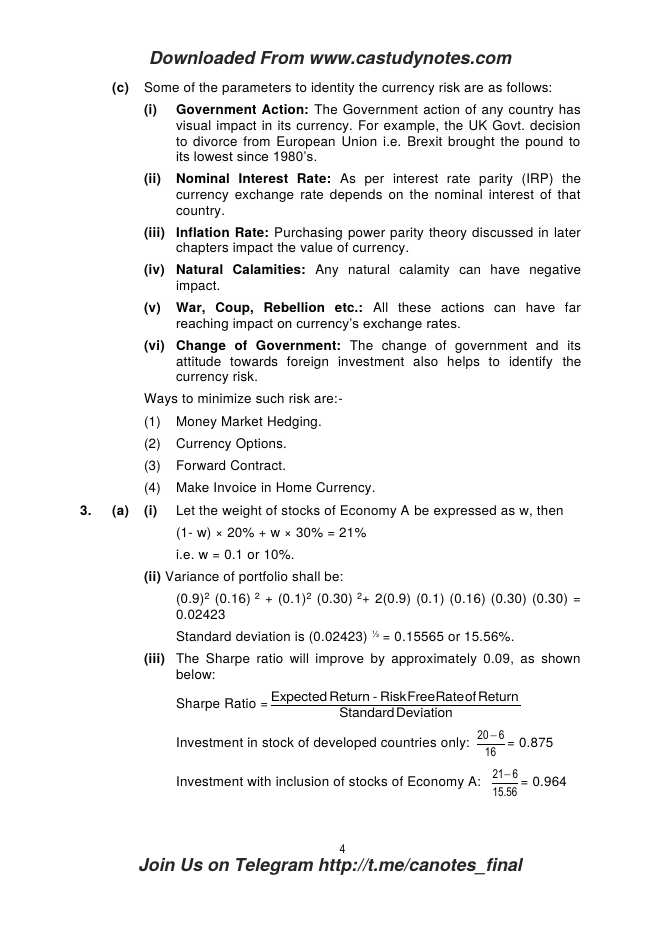 Downloaded From www.castudynotes.com
(c) Some of the parameters to identity the currency risk are as follows:
(i) Government Action: The Government action of any country has
visual impact in its currency. For example, the UK Govt. decision
to divorce from European Union i.e. Brexit brought the pound to
its lowest since 1980's.
(ii) Nominal Interest Rate: As per interest rate parity (IRP) the
currency exchange rate depends on the nominal interest of that
country.
(iii) Inflation Rate: Purchasing power parity theory discussed in later
chapters impact the value of currency.
(iv) Natural Calamities: Any natural calamity can have negative
impact.
(v) War, Coup, Rebellion etc.: All these actions can have far
reaching impact on currency's exchange rates.
(vi) Change of Government: The change of government and its
attitude towards foreign investment also helps to identify the
currency risk.
Ways to minimize such risk are:-
(1) Money Market Hedging.
(2) Currency Options.
(3) Forward Contract.
(4) Make Invoice in Home Currency.
3. (a) (i) Let the weight of stocks of Economy A be expressed as w, then
(1- w) × 20% + w × 30% = 21%
i.e. w = 0.1 or 10%.
(ii) Variance of portfolio shall be:
(0.9)² (0.16) ² + (0.1)² (0.30) ²+ 2(0.9) (0.1) (0.16) (0.30) (0.30) =
0.02423
Standard deviation is (0.02423) ^½ = 0.15565 or 15.56%.
(iii) The Sharpe ratio will improve by approximately 0.09, as shown
below:
Sharpe Ratio = Expected Return - Risk Free Rate of Return
Standard Deviation
Investment in stock of developed countries only: 20 – 6
16 = 0.875
Investment with inclusion of stocks of Economy A: 21 – 6
15.56 = 0.964
4
Join Us on Telegram http://t.me/canotes_final